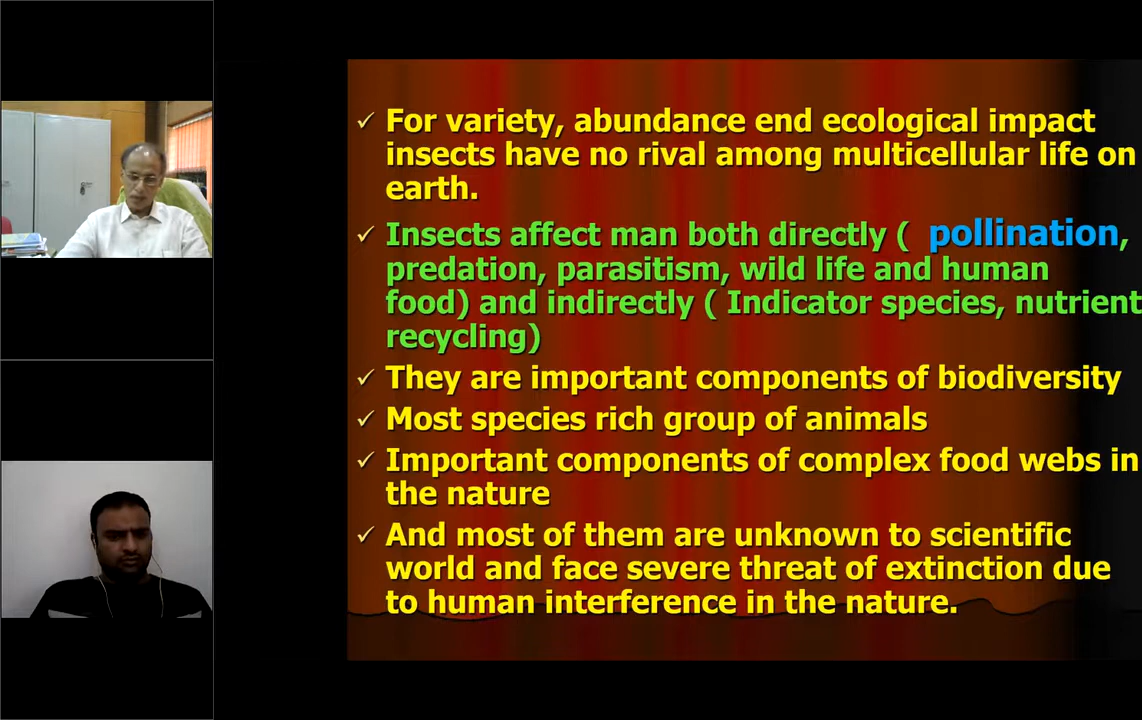 ✓ For variety, abundance end ecological impact
insects have no rival among multicellular life on
earth.
✓ Insects affect man both directly ( pollination,
predation, parasitism, wild life and human
food) and indirectly ( Indicator species, nutrient
recycling)
✓ They are important components of biodiversity
✓ Most species rich group of animals
✓ Important components of complex food webs in
the nature
✓ And most of them are unknown to scientific
world and face severe threat of extinction due
to human interference in the nature.